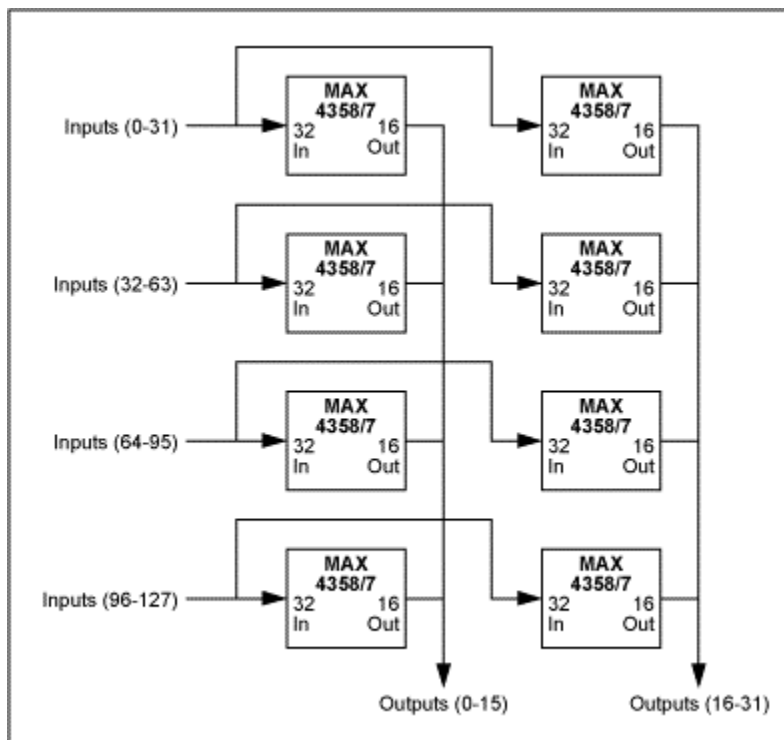 MAX
4358/7
32 16
In Out
MAX
4358/7
32 16
In Out
Inputs (0-31)
MAX
4358/7
32 16
In Out
MAX
4358/7
32 16
In Out
Inputs (32-63)
MAX
4358/7
32 16
In Out
MAX
4358/7
32 16
In Out
Inputs (64-95)
MAX
4358/7
32 16
In Out
MAX
4358/7
32 16
In Out
Inputs (96-127)
Outputs (0-15)
Outputs (16-31)